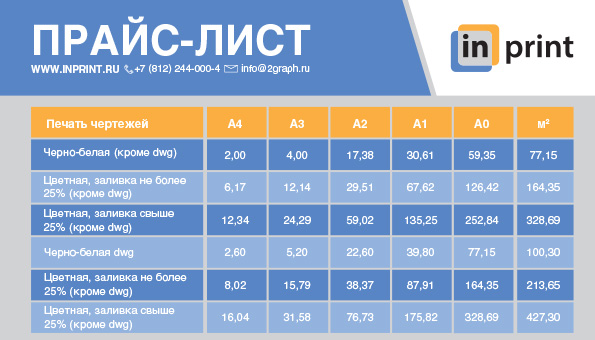 ПРАЙС-ЛИСТ
WWW.INPRINT.RU +7 (812) 244-000-4 info@2graph.ru
in print
Печать чертежей A4 A3 A2 A1 A0 м²
Черно-белая (кроме dwg) 2,00 4,00 17,38 30,61 59,35 77,15
Цветная, заливка не более
25% (кроме dwg) 6,17 12,14 29,51 67,62 126,42 164,35
Цветная, заливка свыше
25% (кроме dwg) 12,34 24,29 59,02 135,25 252,84 328,69
Черно-белая dwg 2,60 5,20 22,60 39,80 77,15 100,30
Цветная, заливка не более
25% (кроме dwg) 8,02 15,79 38,37 87,91 164,35 213,65
Цветная, заливка свыше
25% (кроме dwg) 16,04 31,58 76,73 175,82 328,69 427,30